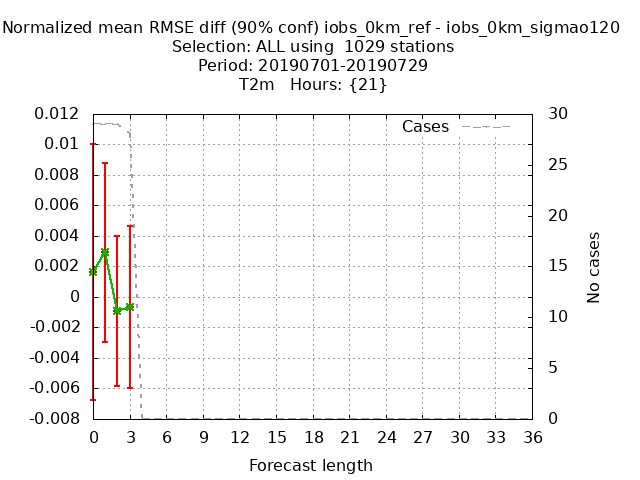 Normalized mean RMSE diff (90% conf) iobs_0km_ref - iobs_0km_sigmao120
Selection: ALL using  1029 stations
Period: 20190701-20190729
T2m   Hours: {21}
Cases
0.012
0.01
0.008
0.006
0.004
0.002
0
-0.002
-0.004
-0.006
-0.008
30
25
20
15
10
5
0
No cases
0 3 6 9 12 15 18 21 24 27 30 33 36
Forecast length